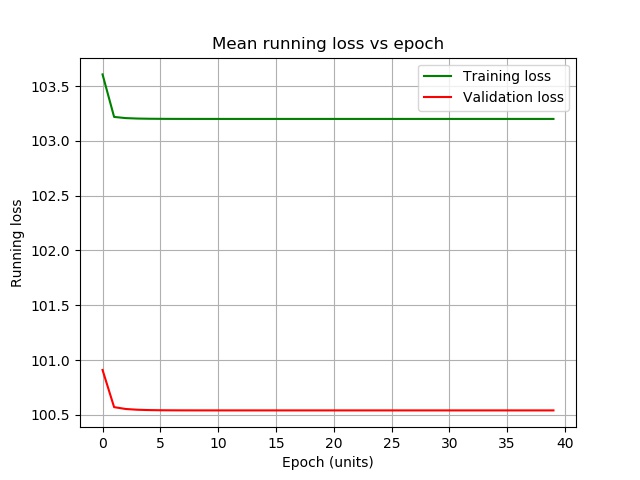 Mean running loss vs epoch
Training loss
Validation loss
103.5
103.0
102.5
102.0
101.5
101.0
100.5
Running loss
0 5 10 15 20 25 30 35 40
Epoch (units)